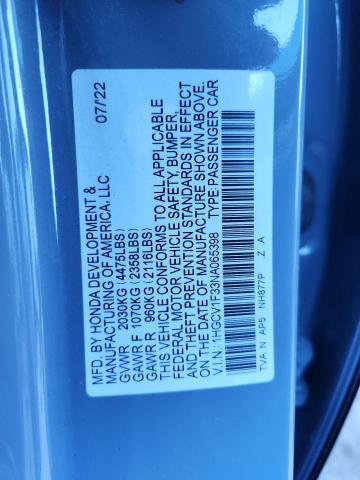 MFD. BY HONDA DEVELOPMENT &
MANUFACTURING OF AMERICA, LLC 07/22
GVWR 2030KG (4475LBS)
GAWR F 1070KG (2358LBS)
GAWR R 960KG (2116LBS)
THIS VEHICLE CONFORMS TO ALL APPLICABLE
FEDERAL MOTOR VEHICLE SAFETY, BUMPER,
AND THEFT PREVENTION STANDARDS IN EFFECT
ON THE DATE OF MANUFACTURE SHOWN ABOVE.
V.I.N.: 1HGCV1F33NA065398 TYPE: PASSENGER CAR
TVA N AP5 NH877P Z A